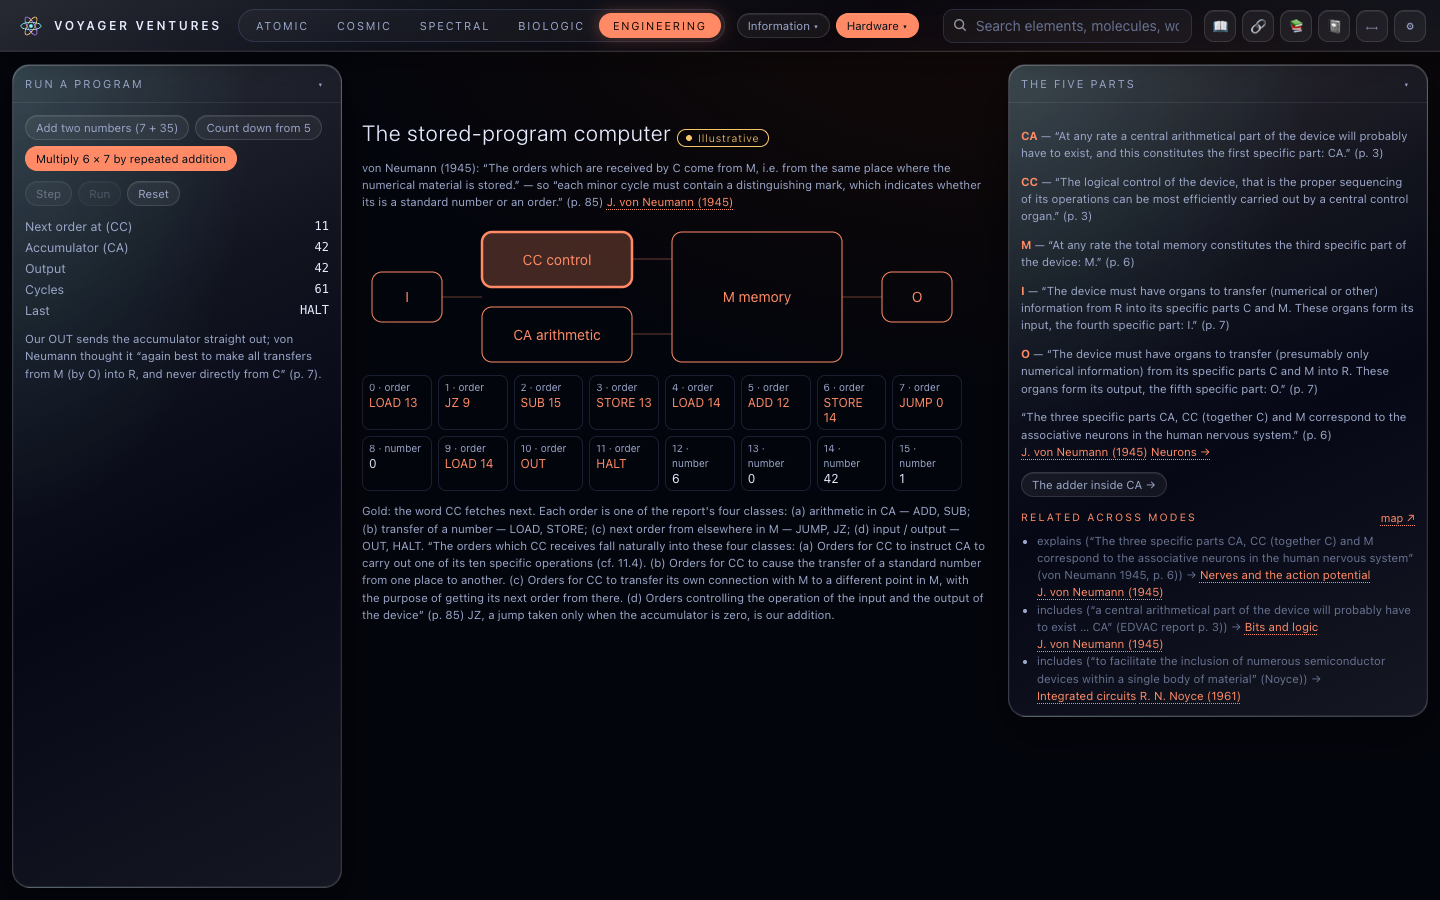 VOYAGER VENTURES
ATOMIC
COSMIC
SPECTRAL
BIOLOGIC
ENGINEERING
Information
Hardware
Search elements, molecules, wo
RUN A PROGRAM
Add two numbers (7 + 35)
Count down from 5
Multiply 6 × 7 by repeated addition
Step
Run
Reset
Next order at (CC) 11
Accumulator (CA) 42
Output 42
Cycles 61
Last HALT
Our OUT sends the accumulator straight out; von
Neumann thought it “again best to make all transfers
from M (by O) into R, and never directly from C” (p. 7).
The stored-program computer
Illustrative
von Neumann (1945): “The orders which are received by C come from M, i.e. from the same place where the
numerical material is stored.” — so “each minor cycle must contain a distinguishing mark, which indicates whether
its is a standard number or an order.” (p. 85) J. von Neumann (1945)
CC control
I
M memory
O
CA arithmetic
0 · order
LOAD 13
1 · order
JZ 9
2 · order
SUB 15
3 · order
STORE 13
4 · order
LOAD 14
5 · order
ADD 12
6 · order
STORE
14
7 · order
JUMP 0
8 · number
0
9 · order
LOAD 14
10 · order
OUT
11 · order
HALT
12 ·
number
6
13 ·
number
0
14 ·
number
42
15 ·
number
1
Gold: the word CC fetches next. Each order is one of the report's four classes: (a) arithmetic in CA — ADD, SUB;
(b) transfer of a number — LOAD, STORE; (c) next order from elsewhere in M — JUMP, JZ; (d) input / output —
OUT, HALT. “The orders which CC receives fall naturally into these four classes: (a) Orders for CC to instruct CA to
carry out one of its ten specific operations (cf. 11.4). (b) Orders for CC to cause the transfer of a standard number
from one place to another. (c) Orders for CC to transfer its own connection with M to a different point in M, with
the purpose of getting its next order from there. (d) Orders controlling the operation of the input and the output of
the device” (p. 85) JZ, a jump taken only when the accumulator is zero, is our addition.
THE FIVE PARTS
CA — “At any rate a central arithmetical part of the device will probably
have to exist, and this constitutes the first specific part: CA.” (p. 3)
CC — “The logical control of the device, that is the proper sequencing
of its operations can be most efficiently carried out by a central control
organ.” (p. 3)
M — “At any rate the total memory constitutes the third specific part of
the device: M.” (p. 6)
I — “The device must have organs to transfer (numerical or other)
information from R into its specific parts C and M. These organs form its
input, the fourth specific part: I.” (p. 7)
O — “The device must have organs to transfer (presumably only
numerical information) from its specific parts C and M into R. These
organs form its output, the fifth specific part: O.” (p. 7)
“The three specific parts CA, CC (together C) and M correspond to the
associative neurons in the human nervous system.” (p. 6)
J. von Neumann (1945) Neurons →
The adder inside CA →
RELATED ACROSS MODES
map ↗
• explains (“The three specific parts CA, CC (together C) and M
correspond to the associative neurons in the human nervous system”
(von Neumann 1945, p. 6)) → Nerves and the action potential
J. von Neumann (1945)
• includes (“a central arithmetical part of the device will probably have
to exist … CA” (EDVAC report p. 3)) → Bits and logic
J. von Neumann (1945)
• includes (“to facilitate the inclusion of numerous semiconductor
devices within a single body of material” (Noyce)) →
Integrated circuits R. N. Noyce (1961)